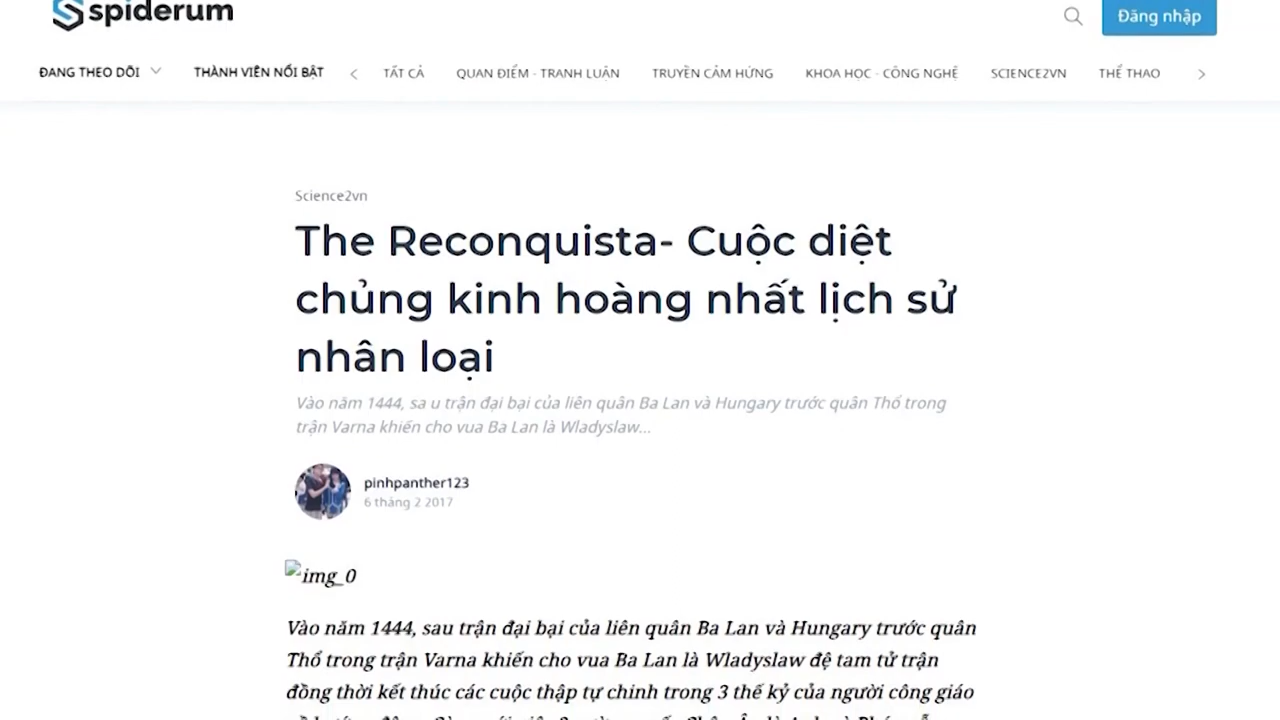 spiderum
Đăng nhập
ĐANG THEO DÕI THÀNH VIÊN NỔI BẬT TẤT CẢ QUAN ĐIỂM - TRANH LUẬN TRUYỀN CẢM HỨNG KHOA HỌC - CÔNG NGHỆ SCIENCE2VN THỂ THAO
Science2vn
The Reconquista- Cuộc diệt
chủng kinh hoàng nhất lịch sử
nhân loại
Vào năm 1444, sa u trận đại bại của liên quân Ba Lan và Hungary trước quân Thổ trong
trận Varna khiến cho vua Ba Lan là Wladyslaw...
pinhpanther123
6 tháng 2 2017
img_0
Vào năm 1444, sau trận đại bại của liên quân Ba Lan và Hungary trước quân
Thổ trong trận Varna khiến cho vua Ba Lan là Wladyslaw đệ tam tử trận
đồng thời kết thúc các cuộc thập tự chinh trong 3 thế kỷ của người công giáo